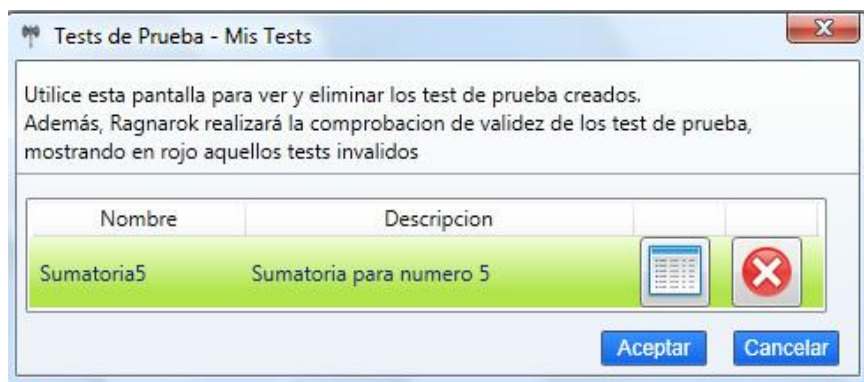 Tests de Prueba - Mis Tests
Utilice esta pantalla para ver y eliminar los test de prueba creados.
Además, Ragnarok realizará la comprobacion de validez de los test de prueba,
mostrando en rojo aquellos tests invalidos
Nombre Descripcion
Sumatoria5 Sumatoria para numero 5
Aceptar Cancelar